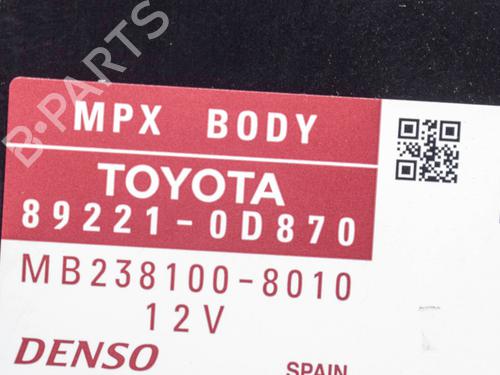 MPX BODY
TOYOTA
89221-0D870
MB238100-8010
12V
DENSO
SPAIN
B-PARTS